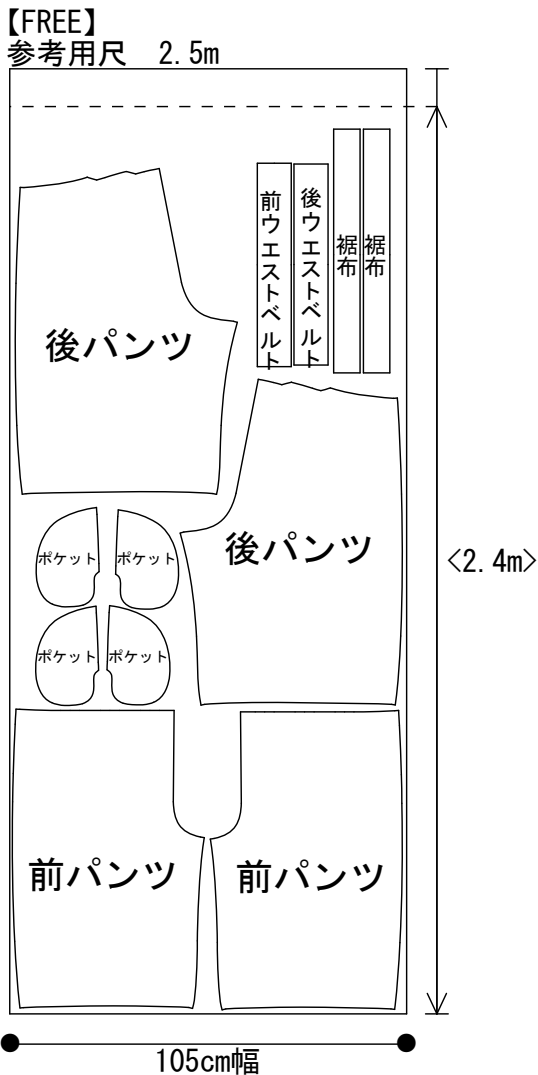 【FREE】
参考用尺　2.5m
前ウエストベルト
後ウエストベルト
裾布
裾布
後パンツ
後パンツ
<2.4m>
ポケット
ポケット
ポケット
ポケット
前パンツ
前パンツ
105cm幅